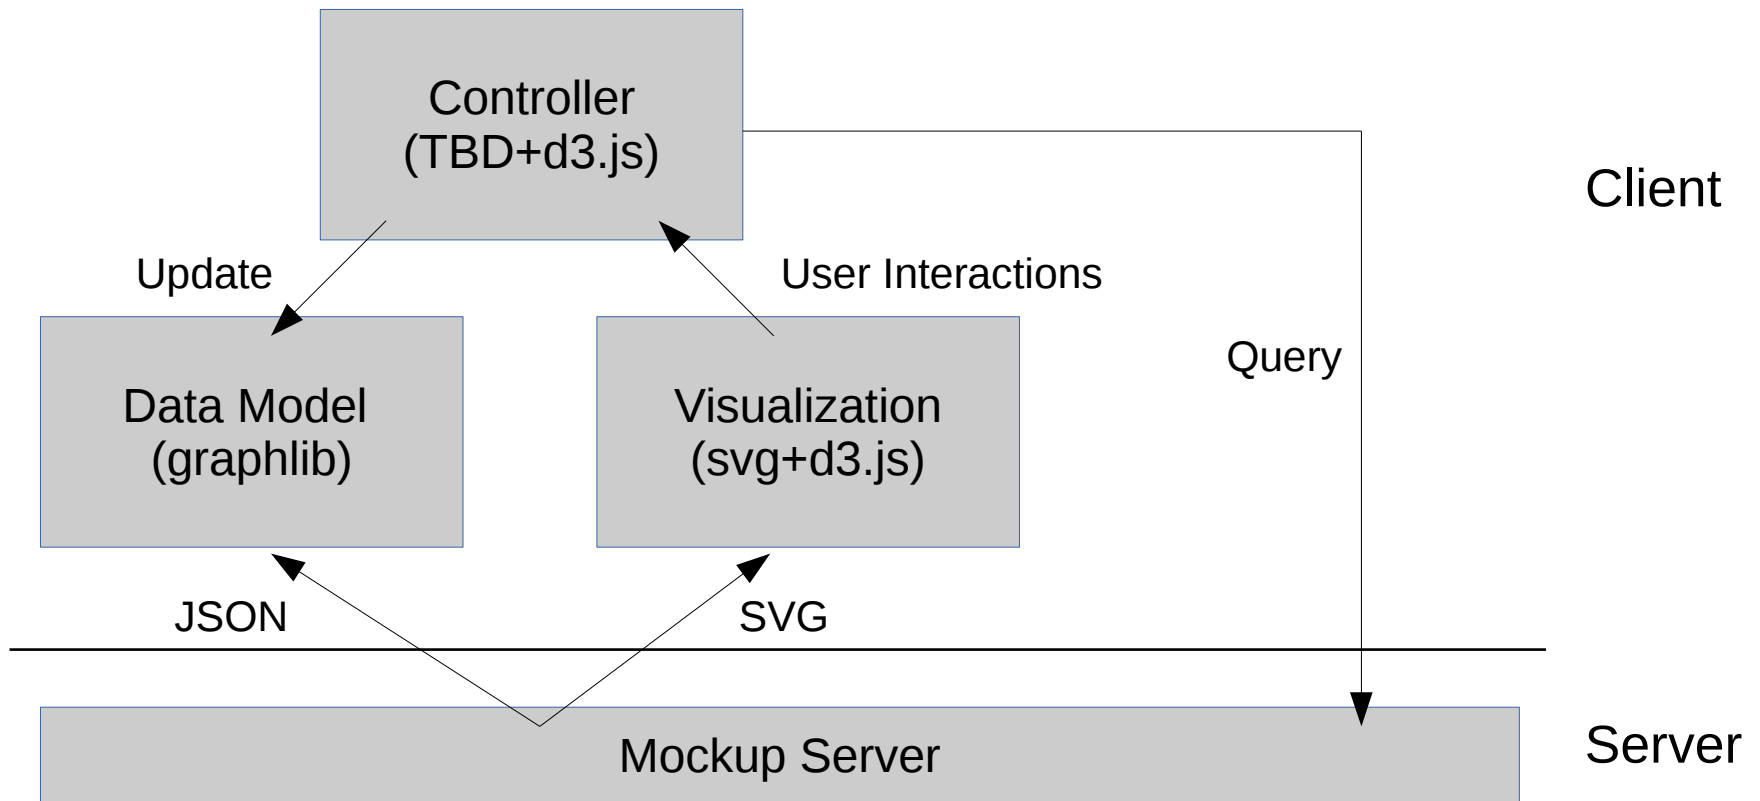 Controller
(TBD+d3.js)
Client
Update
User Interactions
Query
Data Model
(graphlib)
Visualization
(svg+d3.js)
JSON
SVG
Mockup Server
Server